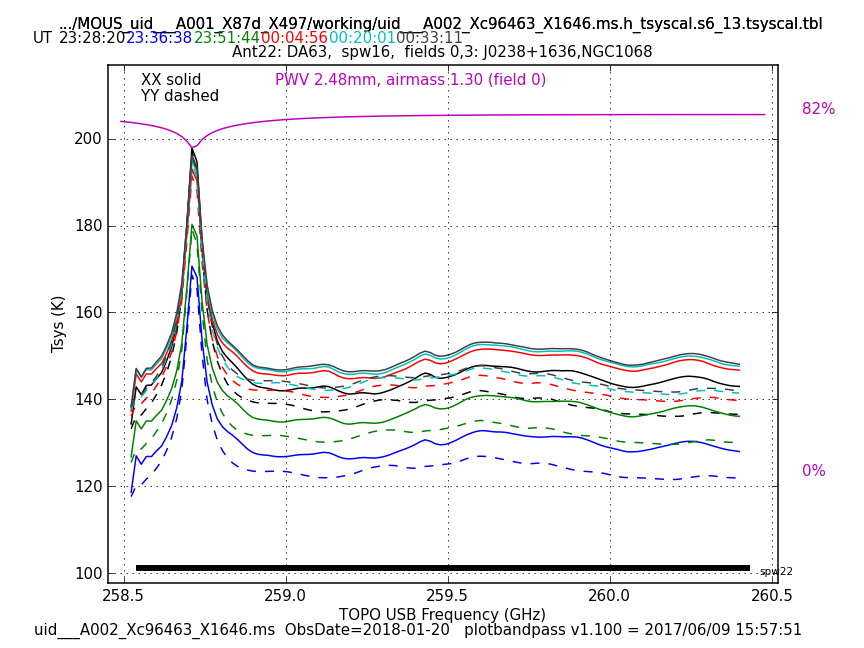 .../MOUS_uid___A001_X87d_X497/working/uid___A002_Xc96463_X1646.ms.h_tsyscal.s6_13.tsyscal.tbl
UT 23:28:20 23:36:38 23:51:44 00:04:56 00:20:01 00:33:11
Ant22: DA63, spw16, fields 0,3: J0238+1636,NGC1068
XX solid
PWV 2.48mm, airmass 1.30 (field 0)
YY dashed
82%
200
180
160
140
120
100
0%
Tsys (K)
spw22
258.5 259.0 259.5 260.0 260.5
TOPO USB Frequency (GHz)
uid___A002_Xc96463_X1646.ms ObsDate=2018-01-20 plotbandpass v1.100 = 2017/06/09 15:57:51